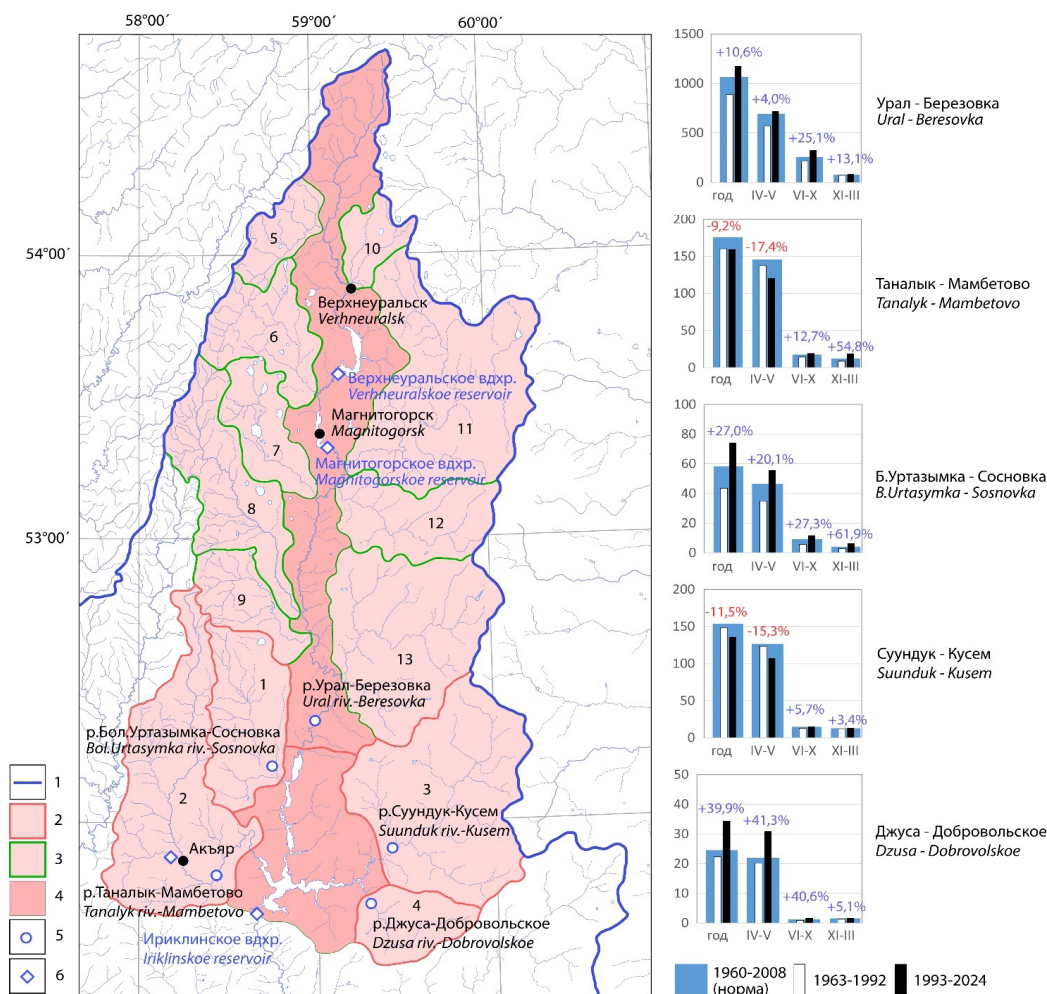 58°00´
59°00´
60°00´
54°00´
53°00´
5
10
Верхнеуральск
Verhneuralsk
6
Верхнеуральское вдхр.
Verhneuralskoe reservoir
Магнитогорск
Magnitogorsk
11
7
Магнитогорское вдхр.
Magnitogorskoe reservoir
8
12
9
13
1
р.Урал-Березовка
Ural riv.-Beresovka
р.Бол.Уртазымка-Сосновка
Bol.Urtasymka riv.-Sosnovka
2
3
р.Суундук-Кусем
Suunduk riv.-Kusem
Акъяр
р.Таналык-Мамбетово
Tanalyk riv.-Mambetovo
4
р.Джуса-Добровольское
Dzusa riv.-Dobrovolskoe
Ириклинское вдхр.
Iriklinskoe reservoir
1
2
3
4
5
6
1500
1000
500
0
+10,6%
+4,0%
+25,1%
+13,1%
год
IV-V
VI-X
XI-III
Урал - Березовка
Ural - Beresovka
200
150
100
50
0
-9,2%
-17,4%
+12,7%
+54,8%
год
IV-V
VI-X
XI-III
Таналык - Мамбетово
Tanalyk - Mambetovo
100
80
60
40
20
0
+27,0%
+20,1%
+27,3%
+61,9%
год
IV-V
VI-X
XI-III
Б.Уртазымка - Сосновка
B.Urtasymka - Sosnovka
200
150
100
50
0
-11,5%
-15,3%
+5,7%
+3,4%
год
IV-V
VI-X
XI-III
Суундук - Кусем
Suunduk - Kusem
50
40
30
20
10
0
+39,9%
+41,3%
+40,6%
+5,1%
год
IV-V
VI-X
XI-III
Джуса - Добровольское
Dzusa - Dobrovolskoe
1960-2008
(норма)
1963-1992
1993-2024